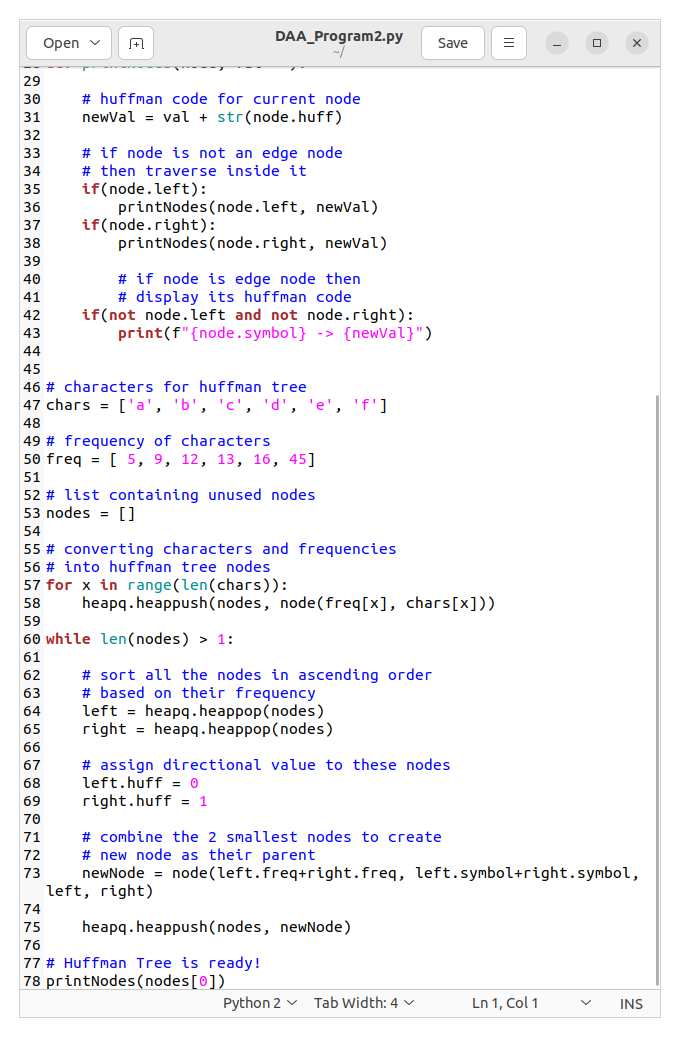 Open
DAA_Program2.py
~/
Save
29
30 # huffman code for current node
31 newVal = val + str(node.huff)
32
33 # if node is not an edge node
34 # then traverse inside it
35 if(node.left):
36 printNodes(node.left, newVal)
37 if(node.right):
38 printNodes(node.right, newVal)
39
40 # if node is edge node then
41 # display its huffman code
42 if(not node.left and not node.right):
43 print(f"{node.symbol} -> {newVal}")
44
45
46 # characters for huffman tree
47 chars = ['a', 'b', 'c', 'd', 'e', 'f']
48
49 # frequency of characters
50 freq = [ 5, 9, 12, 13, 16, 45]
51
52 # list containing unused nodes
53 nodes = []
54
55 # converting characters and frequencies
56 # into huffman tree nodes
57 for x in range(len(chars)):
58 heapq.heappush(nodes, node(freq[x], chars[x]))
59
60 while len(nodes) > 1:
61
62 # sort all the nodes in ascending order
63 # based on their frequency
64 left = heapq.heappop(nodes)
65 right = heapq.heappop(nodes)
66
67 # assign directional value to these nodes
68 left.huff = 0
69 right.huff = 1
70
71 # combine the 2 smallest nodes to create
72 # new node as their parent
73 newNode = node(left.freq+right.freq, left.symbol+right.symbol,
left, right)
74
75 heapq.heappush(nodes, newNode)
76
77 # Huffman Tree is ready!
78 printNodes(nodes[0])
Python 2 Tab Width: 4 Ln 1, Col 1 INS